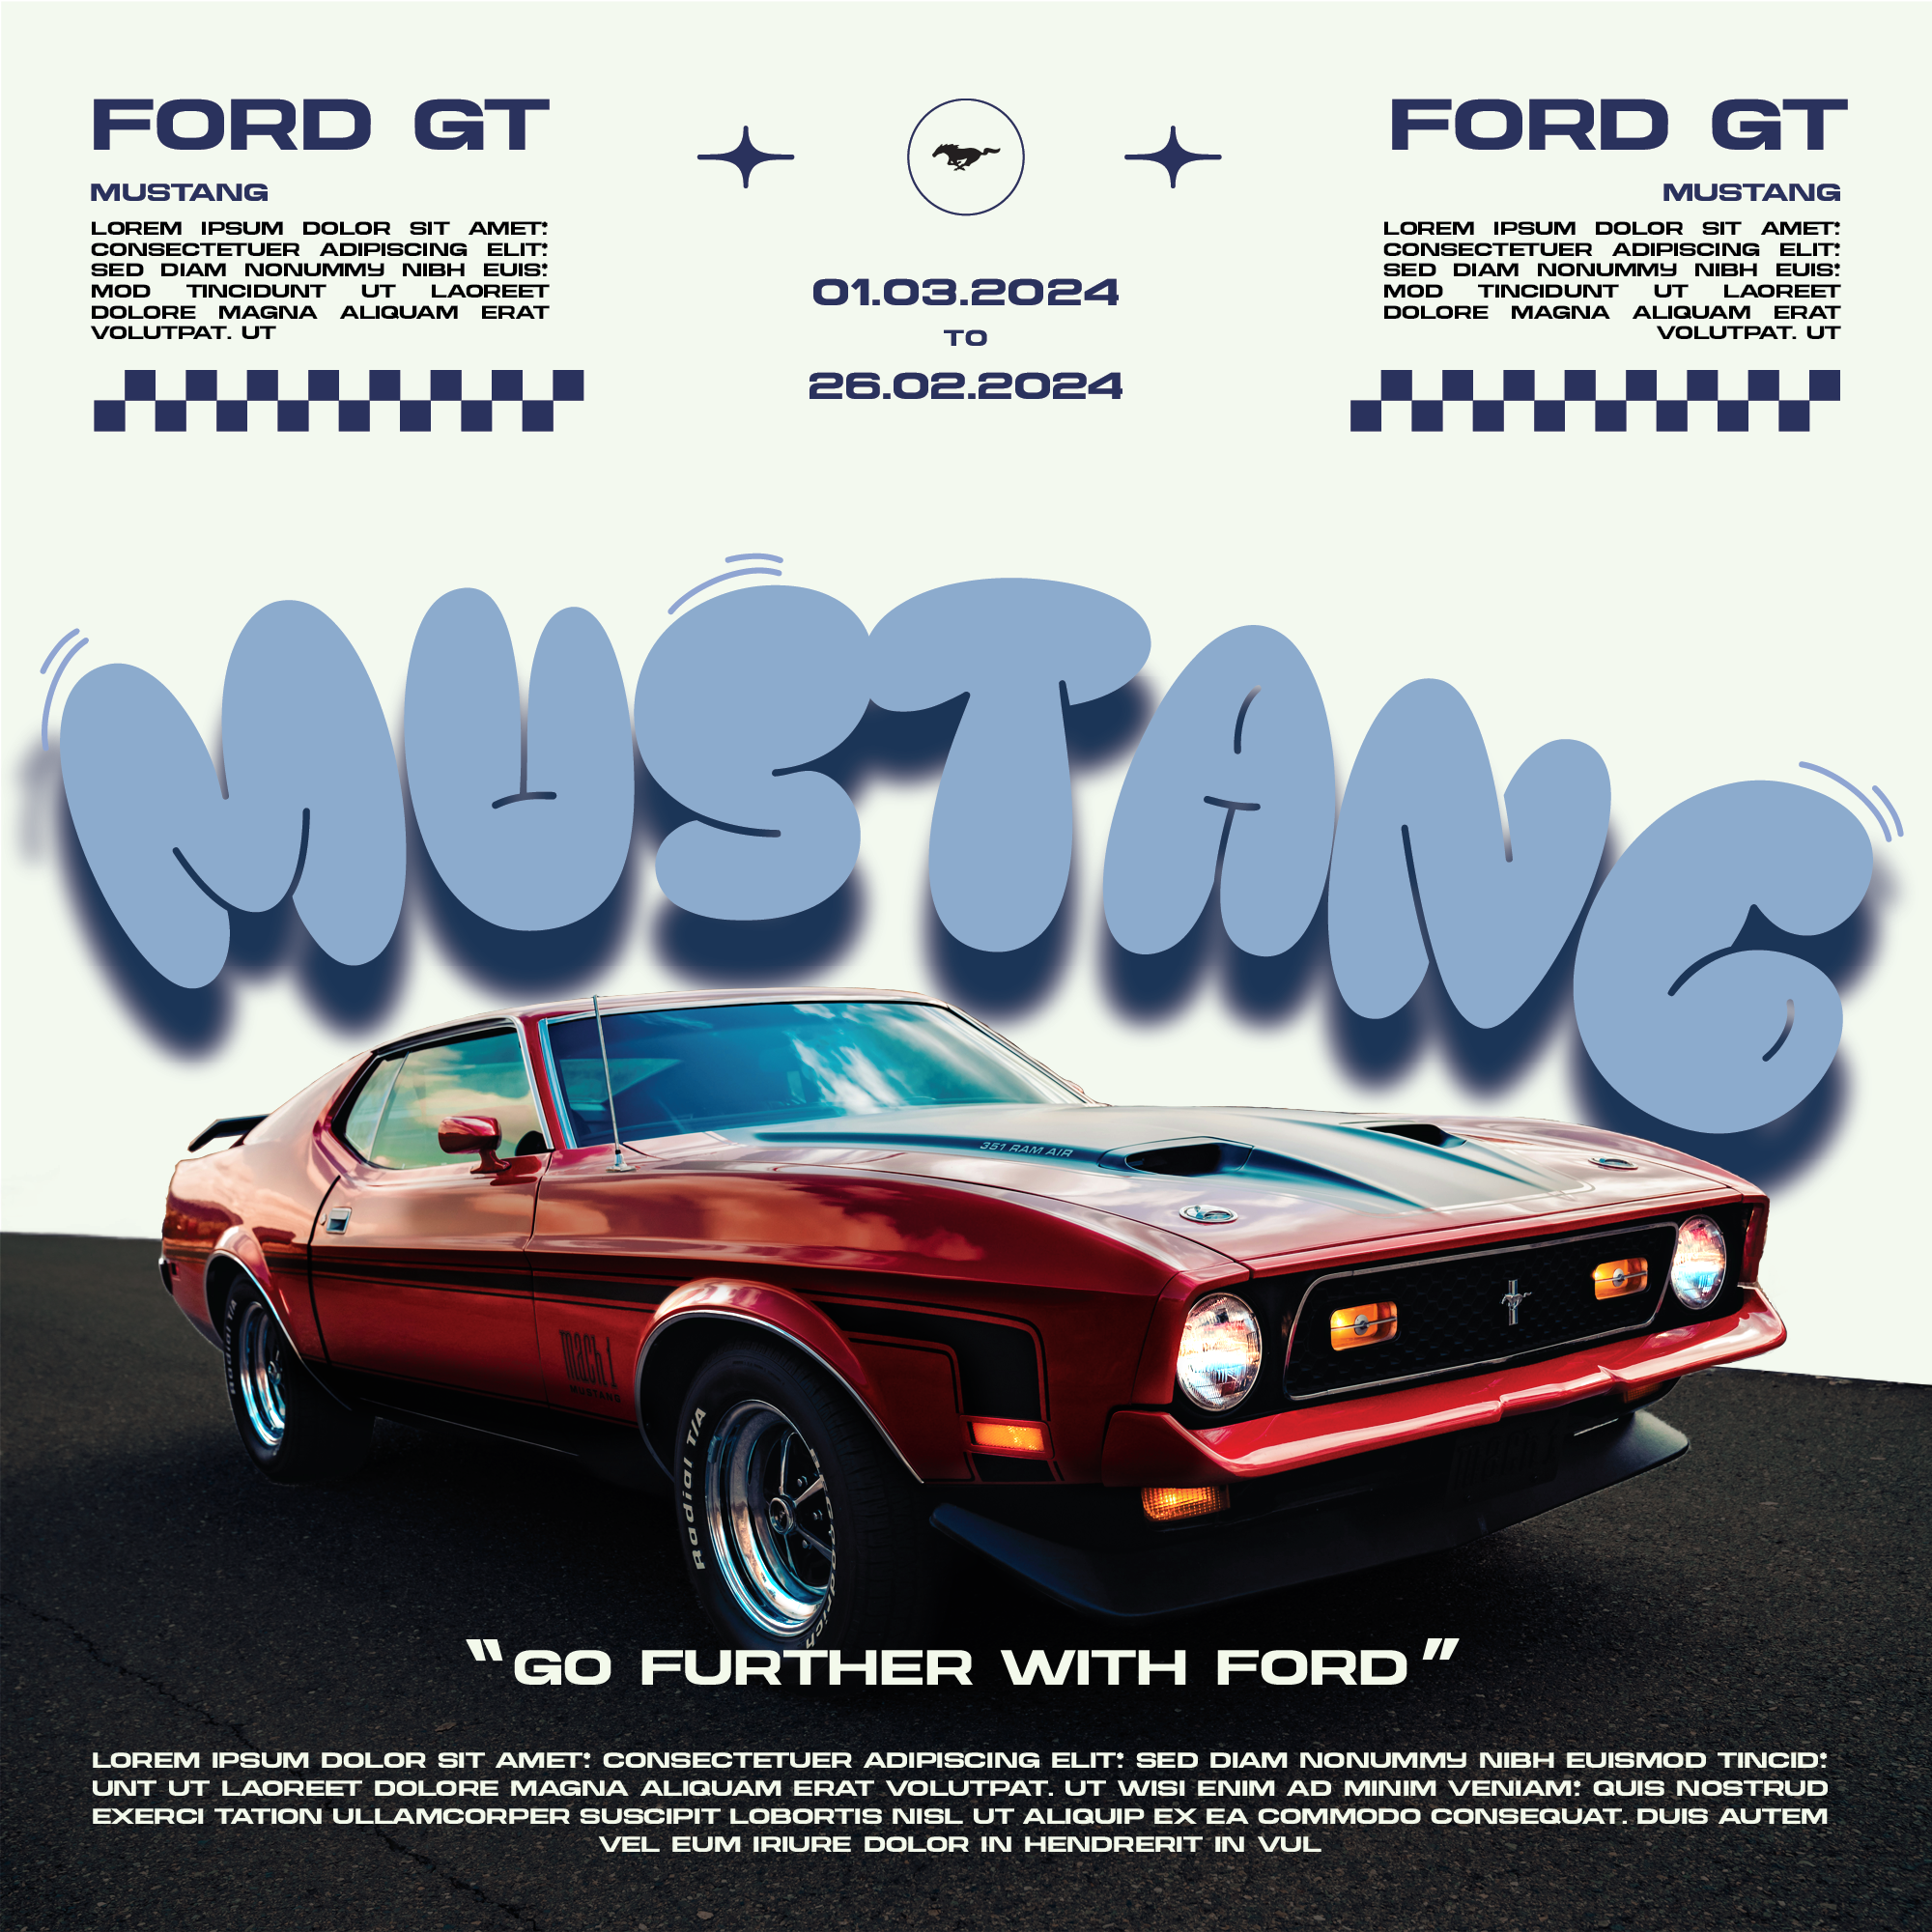 FORD GT
MUSTANG
LOREM IPSUM DOLOR SIT AMET:
CONSECTETUER ADIPISCING ELIT:
SED DIAM NONUMMY NIBH EUIS:
MOD TINCIDUNT UT LAOREET
DOLORE MAGNA ALIQUAM ERAT
VOLUTPAT. UT
01.03.2024
TO
26.02.2024
FORD GT
MUSTANG
LOREM IPSUM DOLOR SIT AMET:
CONSECTETUER ADIPISCING ELIT:
SED DIAM NONUMMY NIBH EUIS:
MOD TINCIDUNT UT LAOREET
DOLORE MAGNA ALIQUAM ERAT
VOLUTPAT. UT
MUSTANG
351 RAM AIR
mach 1
MUSTANG
Radial T/A
Radial T/A
"GO FURTHER WITH FORD"
LOREM IPSUM DOLOR SIT AMET: CONSECTETUER ADIPISCING ELIT: SED DIAM NONUMMY NIBH EUISMOD TINCID:
UNT UT LAOREET DOLORE MAGNA ALIQUAM ERAT VOLUTPAT. UT WISI ENIM AD MINIM VENIAM: QUIS NOSTRUD
EXERCI TATION ULLAMCORPER SUSCIPIT LOBORTIS NISL UT ALIQUIP EX EA COMMODO CONSEQUAT. DUIS AUTEM
VEL EUM IRIURE DOLOR IN HENDRERIT IN VUL